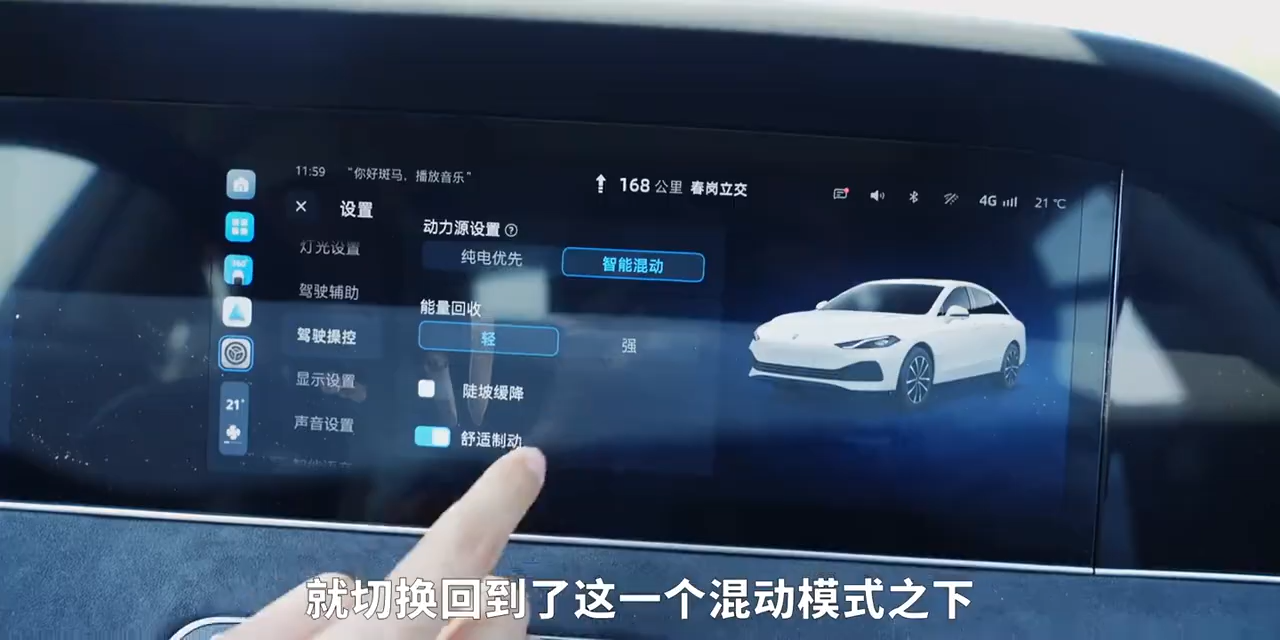 11:59
"你好斑马，播放音乐"
168公里 春岗立交
4G
21℃
设置
灯光设置
驾驶辅助
驾驶操控
显示设置
声音设置
动力源设置?
纯电优先
智能混动
能量回收
轻
强
陡坡缓降
舒适制动
360°
21°
就切换回到了这一个混动模式之下